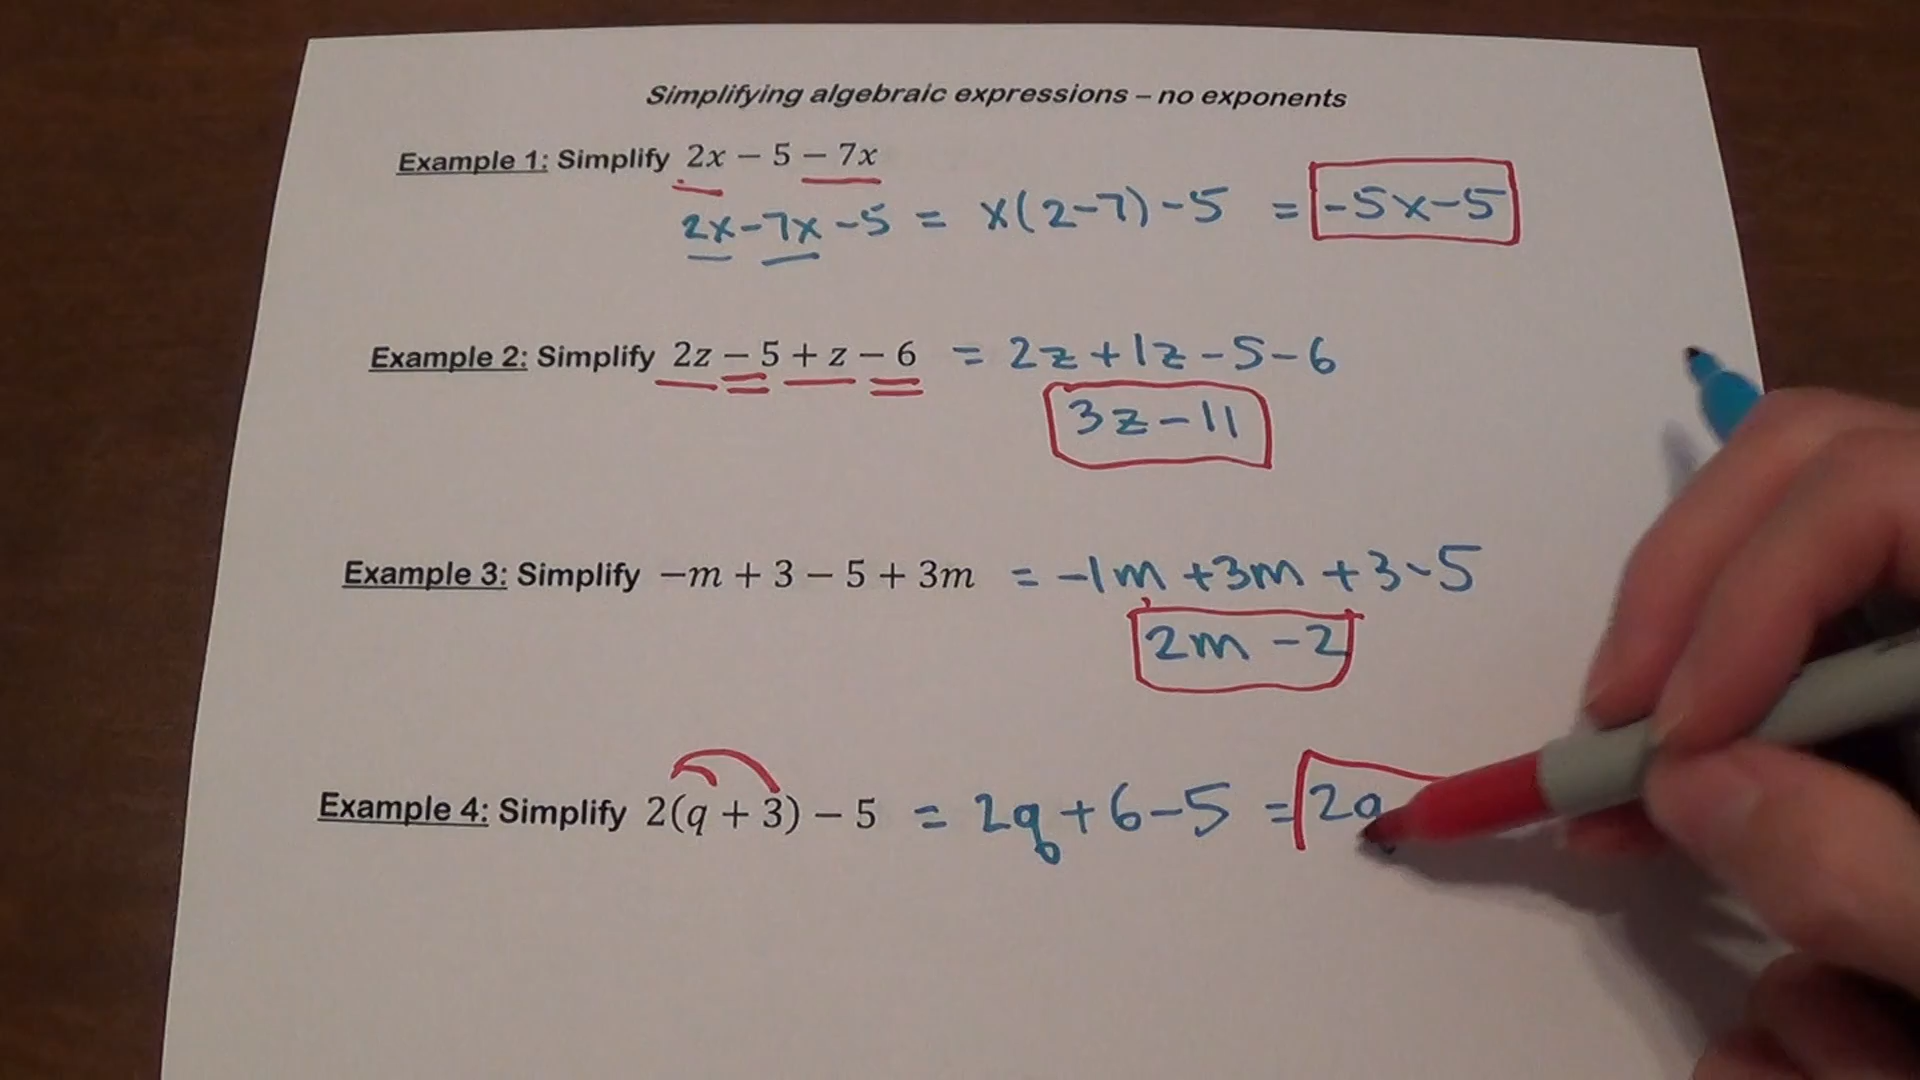 Simplifying algebraic expressions – no exponents
Example 1: Simplify 2x − 5 − 7x
2x-7x-5 = x(2-7)-5 = -5x-5
Example 2: Simplify 2z − 5 + z − 6 = 2z+1z-5-6
3z-11
Example 3: Simplify −m + 3 − 5 + 3m = -1m+3m+3-5
2m-2
Example 4: Simplify 2(q + 3) − 5 = 2q+6-5 = 2q